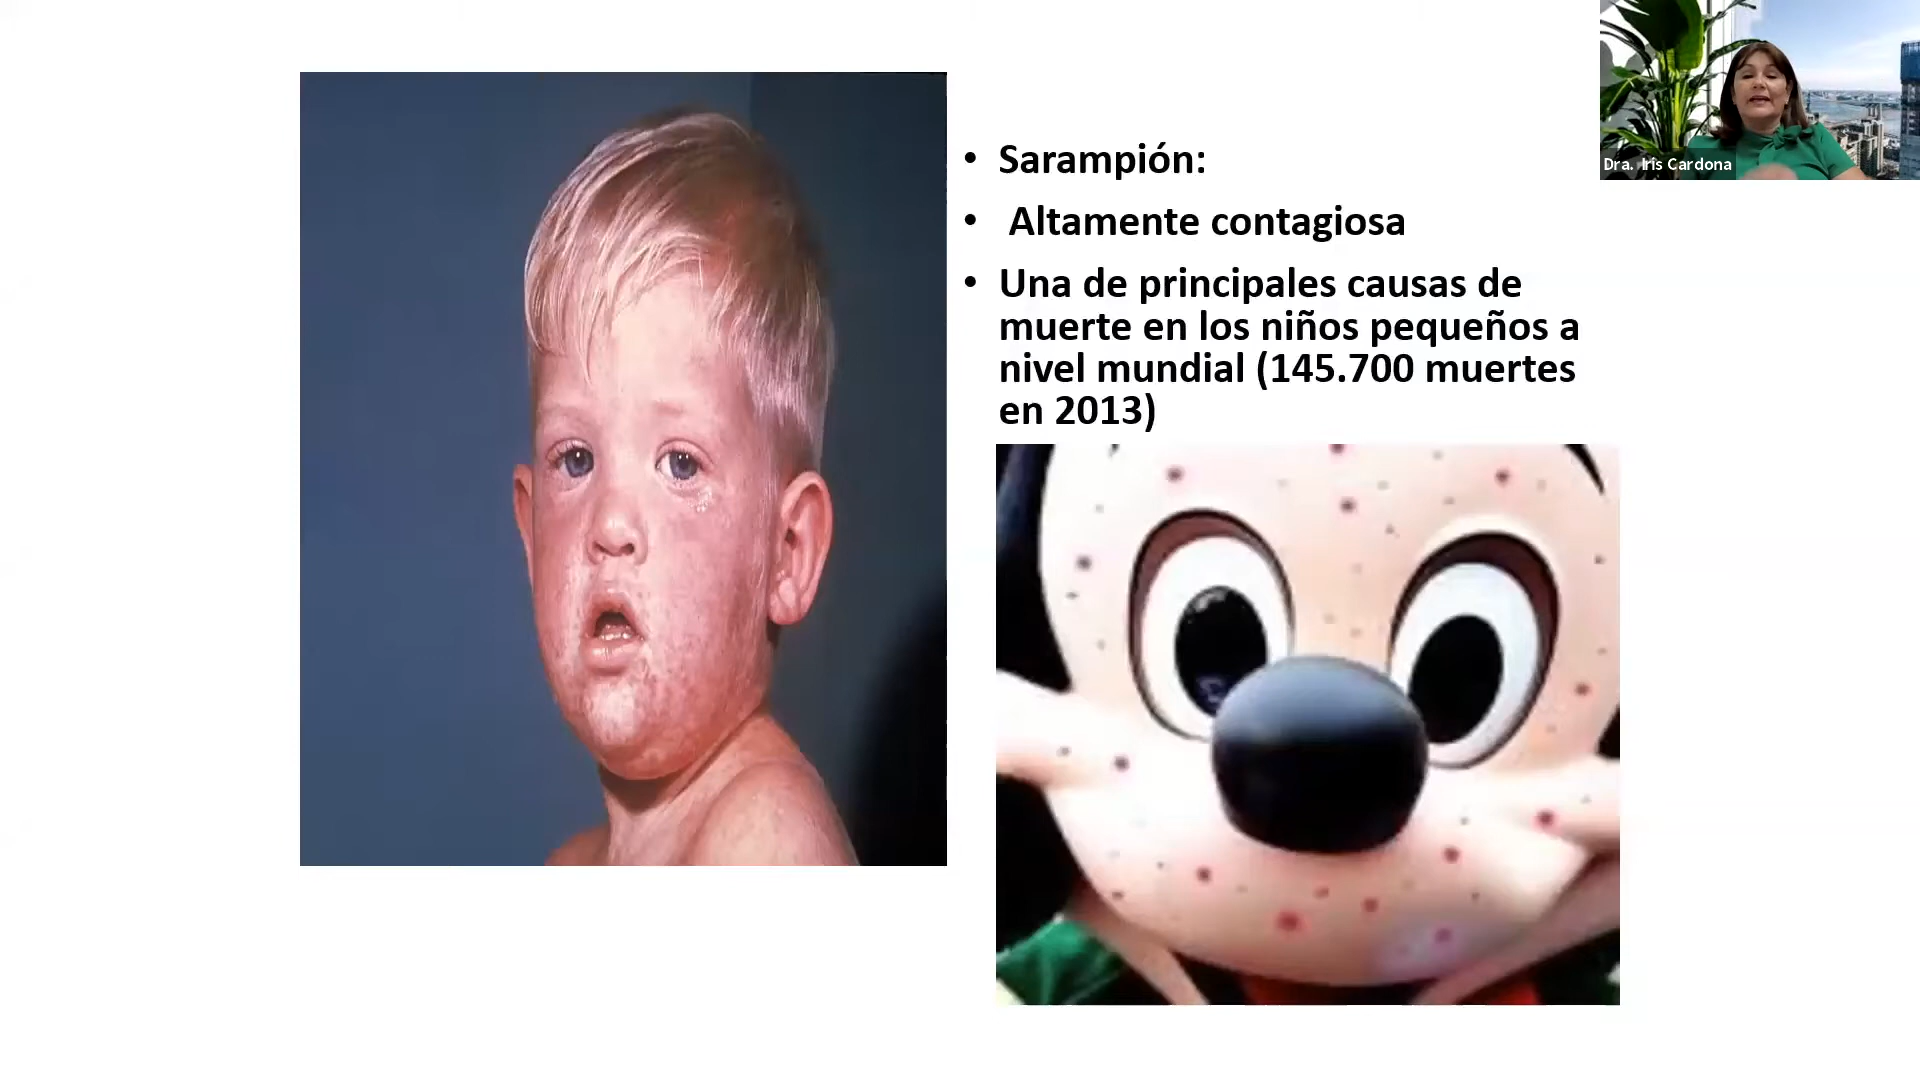 • Sarampión:
• Altamente contagiosa
• Una de principales causas de
muerte en los niños pequeños a
nivel mundial (145.700 muertes
en 2013)
Dra. Iris Cardona